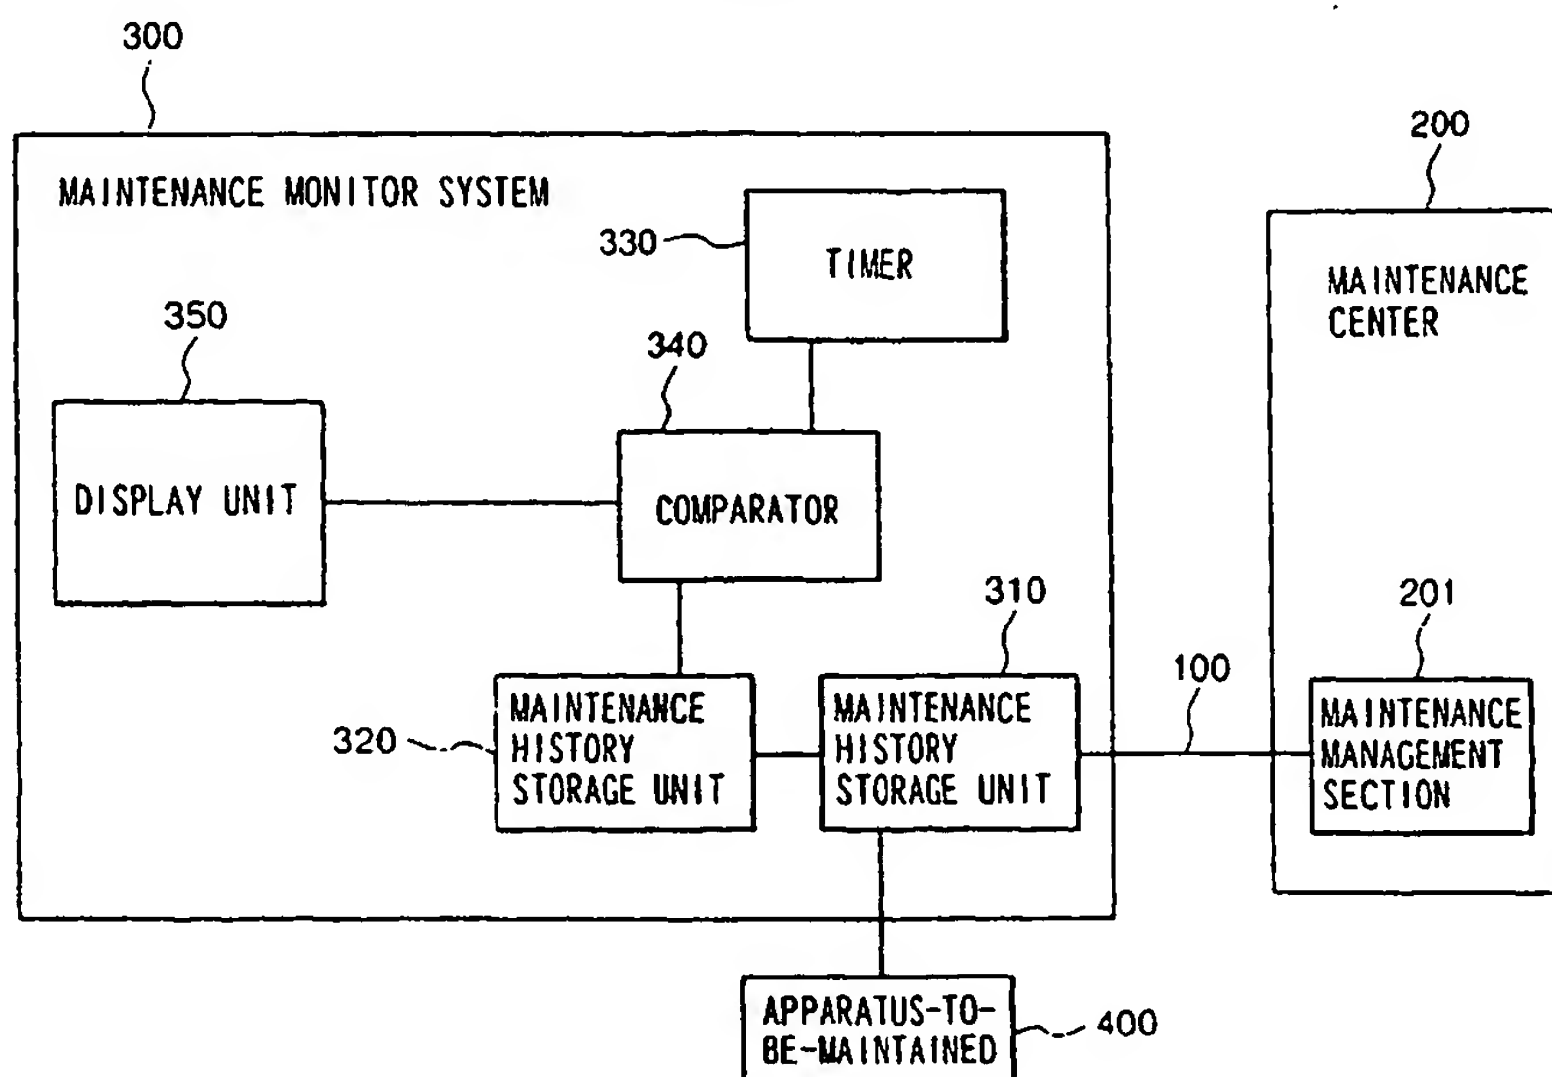 300
200
MAINTENANCE MONITOR SYSTEM
330
TIMER
MAINTENANCE
CENTER
350
340
DISPLAY UNIT
COMPARATOR
310
201
100
320
MAINTENANCE
HISTORY
STORAGE UNIT
MAINTENANCE
HISTORY
STORAGE UNIT
MAINTENANCE
MANAGEMENT
SECTION
APPARATUS-TO-
BE-MAINTAINED
400